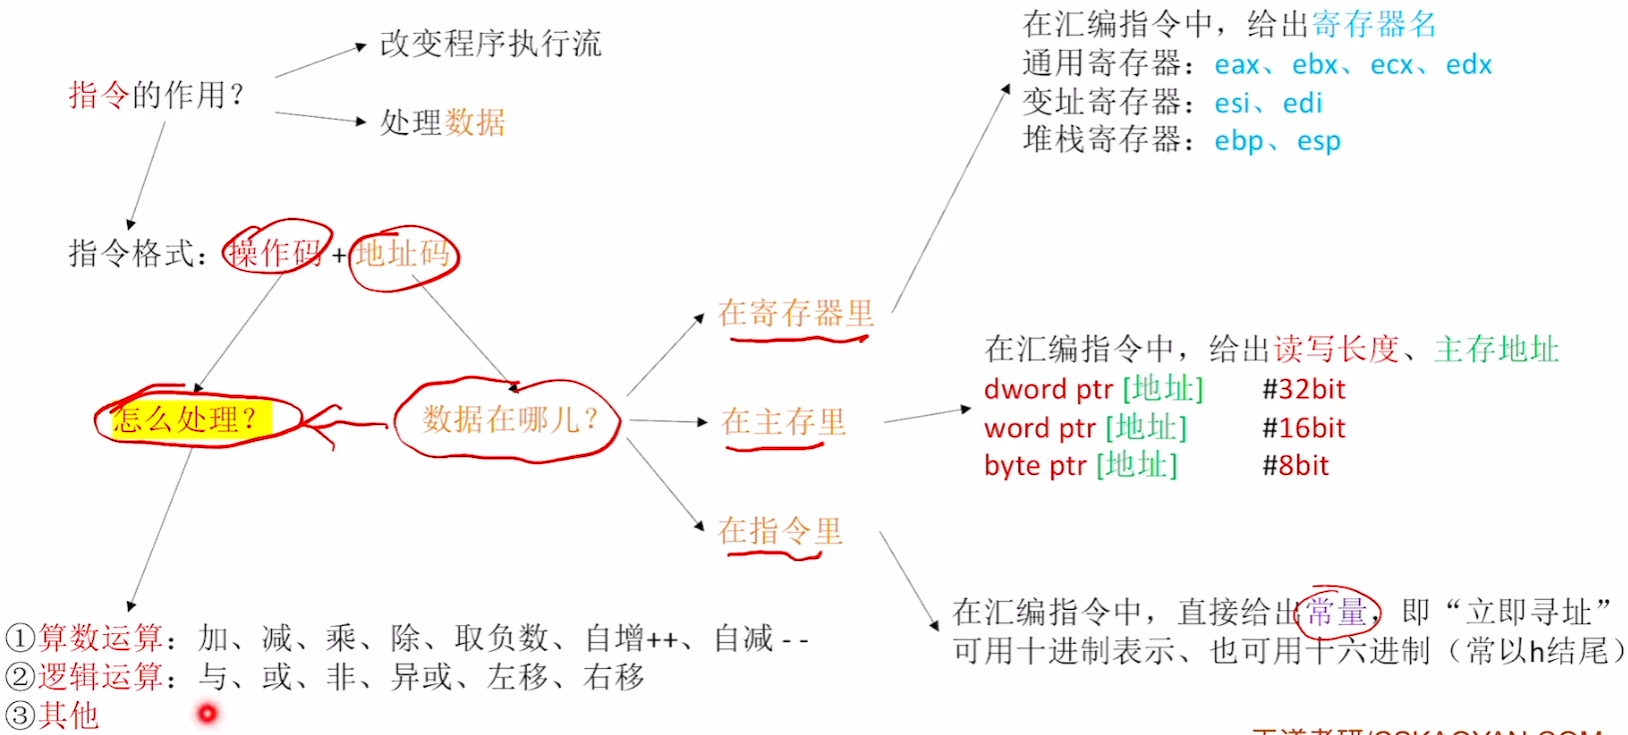 指令的作用？
改变程序执行流
处理数据
指令格式：操作码 + 地址码
怎么处理？
数据在哪儿？
①算数运算：加、减、乘、除、取负数、自增++、自减- -
②逻辑运算：与、或、非、异或、左移、右移
③其他
在寄存器里
在主存里
在指令里
在汇编指令中，给出寄存器名
通用寄存器：eax、ebx、ecx、edx
变址寄存器：esi、edi
堆栈寄存器：ebp、esp
在汇编指令中，给出读写长度、主存地址
dword ptr [地址] #32bit
word ptr [地址] #16bit
byte ptr [地址] #8bit
在汇编指令中，直接给出常量，即“立即寻址”
可用十进制表示、也可用十六进制（常以h结尾）